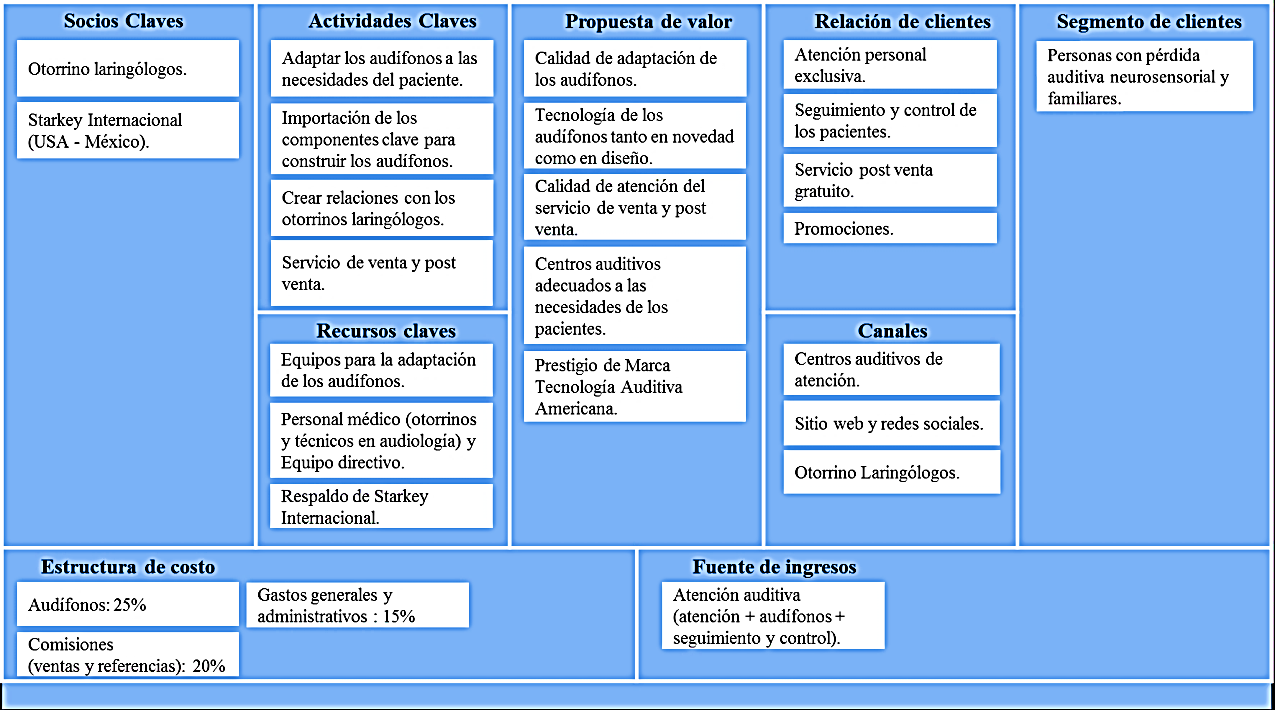 Socios Claves
Otorrino laringólogos.
Starkey Internacional
(USA - México).
Actividades Claves
Adaptar los audífonos a las
necesidades del paciente.
Importación de los
componentes clave para
construir los audífonos.
Crear relaciones con los
otorrinos laringólogos.
Servicio de venta y post
venta.
Recursos claves
Equipos para la adaptación
de los audífonos.
Personal médico (otorrinos
y técnicos en audiología) y
Equipo directivo.
Respaldo de Starkey
Internacional.
Propuesta de valor
Calidad de adaptación de
los audífonos.
Tecnología de los
audífonos tanto en novedad
como en diseño.
Calidad de atención del
servicio de venta y post
venta.
Centros auditivos
adecuados a las
necesidades de los
pacientes.
Prestigio de Marca
Tecnología Auditiva
Americana.
Relación de clientes
Atención personal
exclusiva.
Seguimiento y control de
los pacientes.
Servicio post venta
gratuito.
Promociones.
Canales
Centros auditivos de
atención.
Sitio web y redes sociales.
Otorrino Laringólogos.
Segmento de clientes
Personas con pérdida
auditiva neurosensorial y
familiares.
Estructura de costo
Audífonos: 25%
Comisiones
(ventas y referencias): 20%
Gastos generales y
administrativos : 15%
Fuente de ingresos
Atención auditiva
(atención + audífonos +
seguimiento y control).